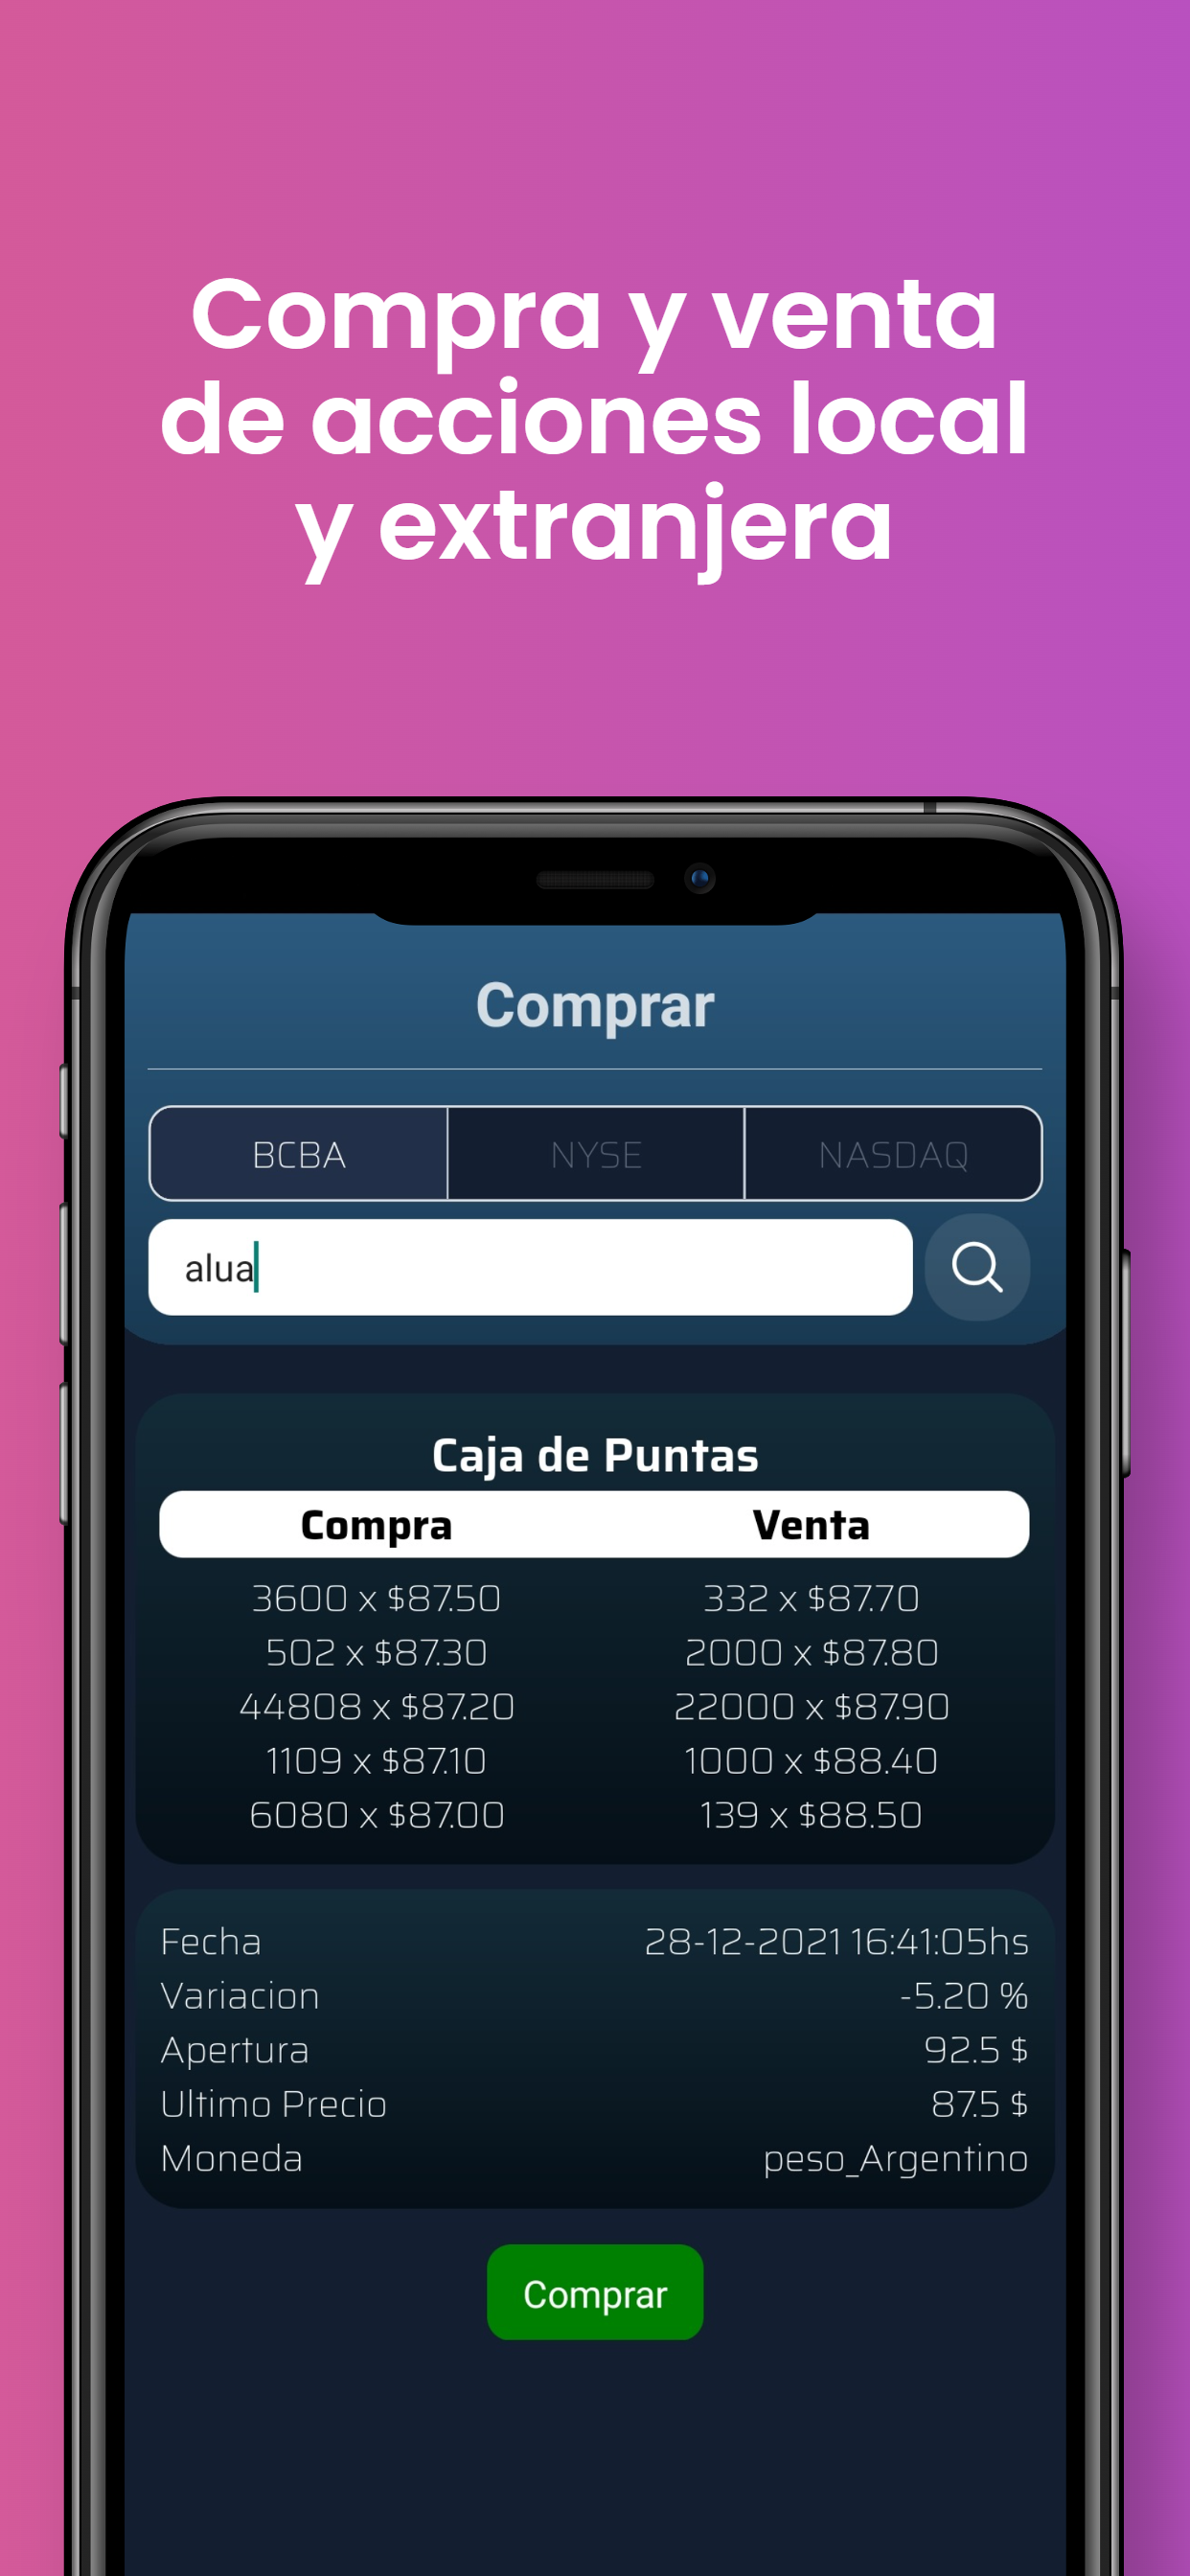 Compra y venta
de acciones local
y extranjera
Comprar
BCBA NYSE NASDAQ
alua
Caja de Puntas
Compra Venta
3600 x $87.50 332 x $87.70
502 x $87.30 2000 x $87.80
44808 x $87.20 22000 x $87.90
1109 x $87.10 1000 x $88.40
6080 x $87.00 139 x $88.50
Fecha 28-12-2021 16:41:05hs
Variacion -5.20 %
Apertura 92.5 $
Ultimo Precio 87.5 $
Moneda peso_Argentino
Comprar